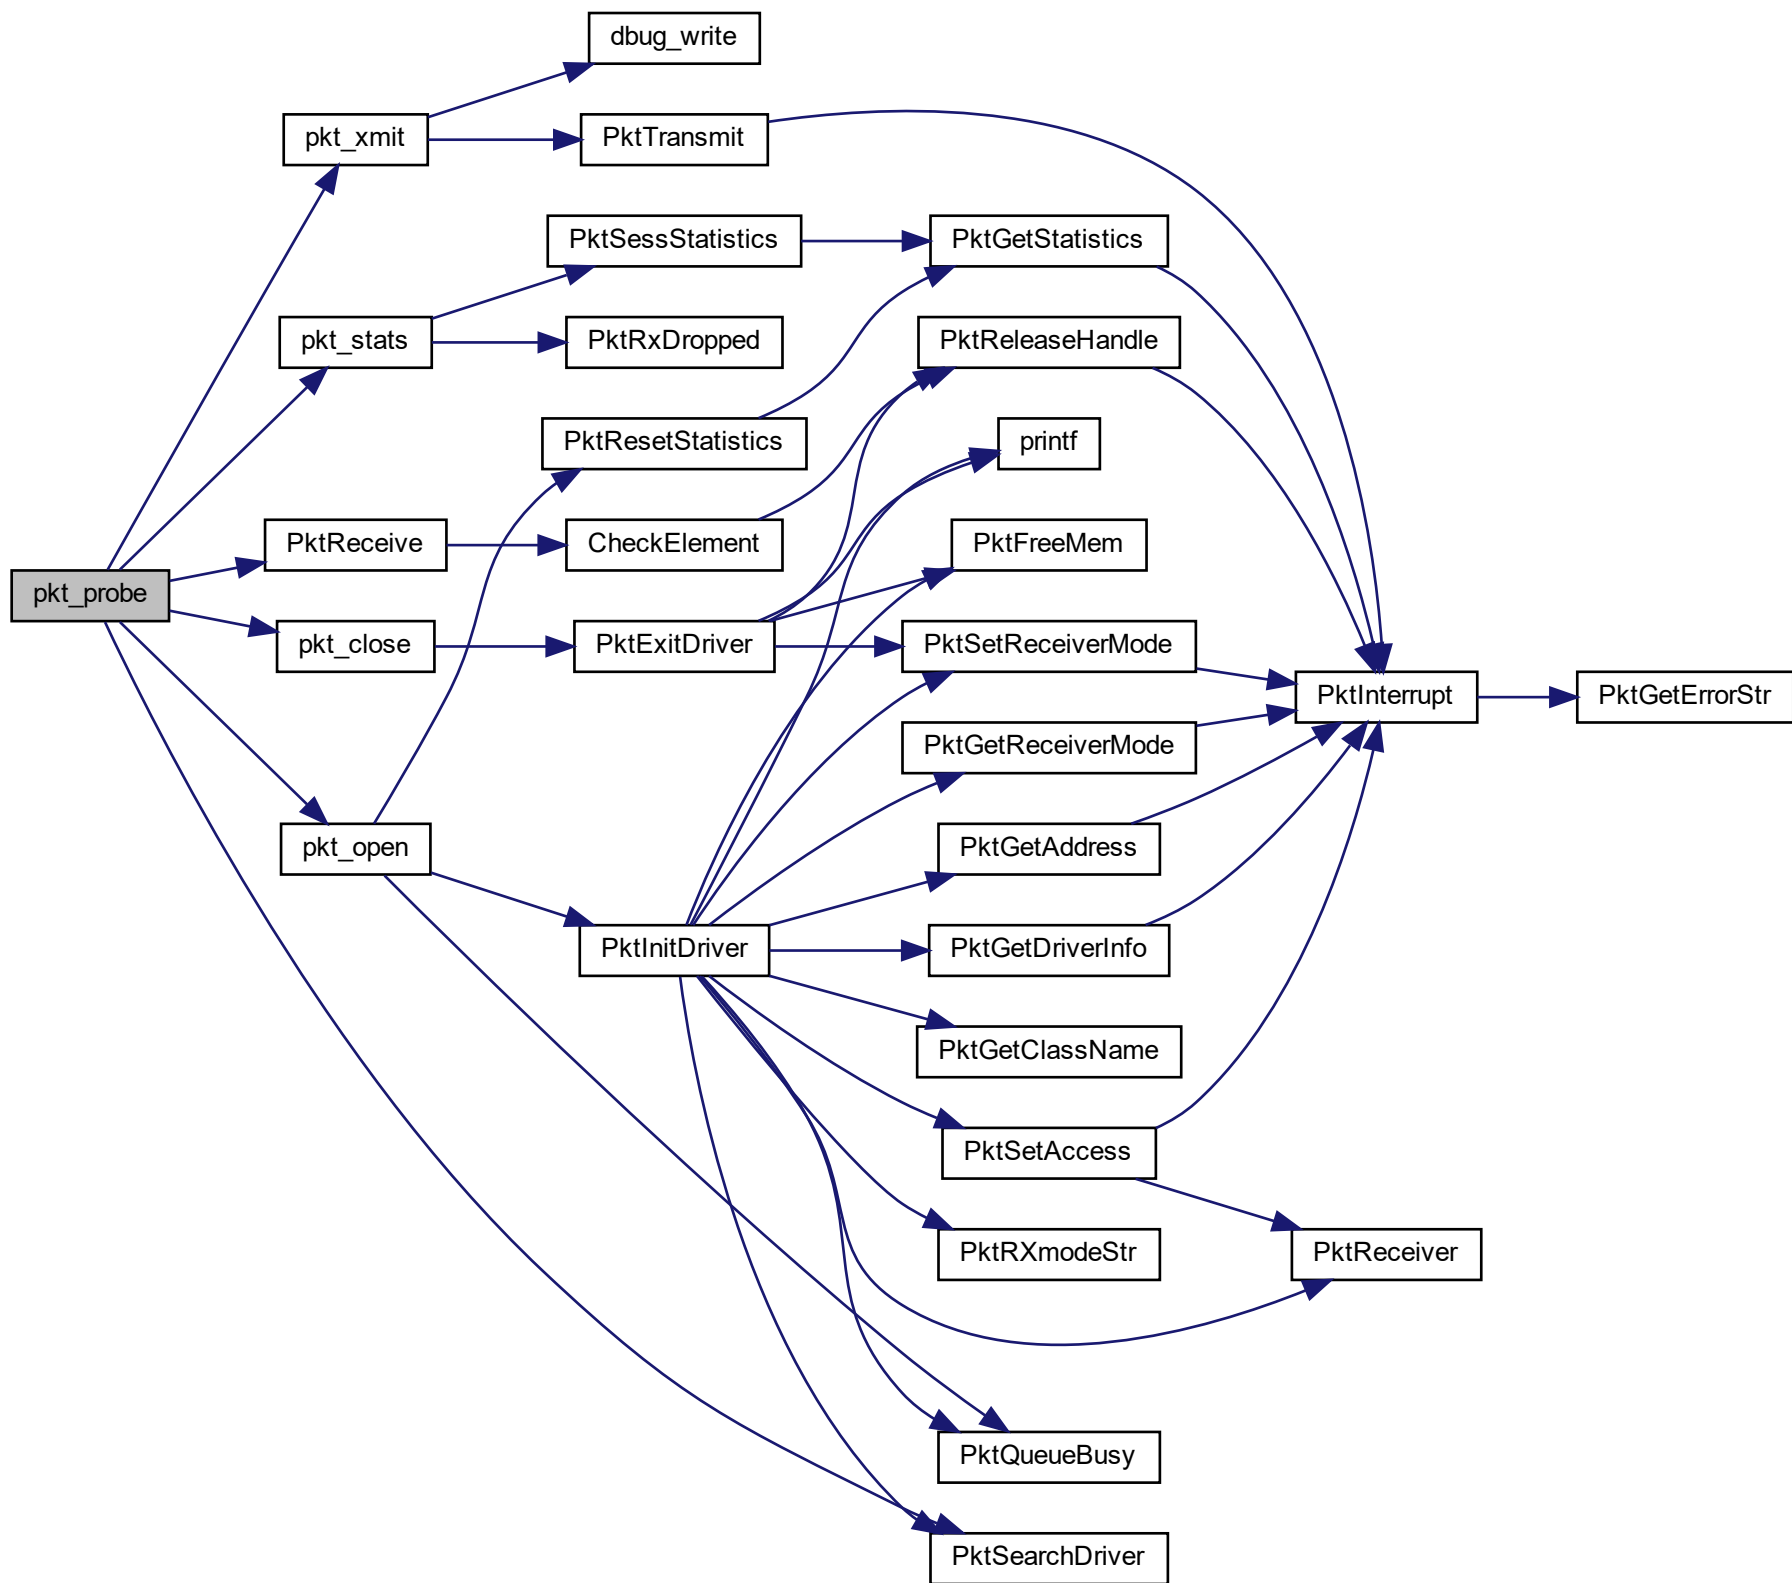 dbug_write
pkt_xmit
PktTransmit
PktSessStatistics
PktGetStatistics
pkt_stats
PktRxDropped
PktReleaseHandle
PktResetStatistics
printf
PktReceive
CheckElement
PktFreeMem
pkt_probe
pkt_close
PktExitDriver
PktSetReceiverMode
PktInterrupt
PktGetErrorStr
PktGetReceiverMode
pkt_open
PktGetAddress
PktInitDriver
PktGetDriverInfo
PktGetClassName
PktSetAccess
PktRXmodeStr
PktReceiver
PktQueueBusy
PktSearchDriver